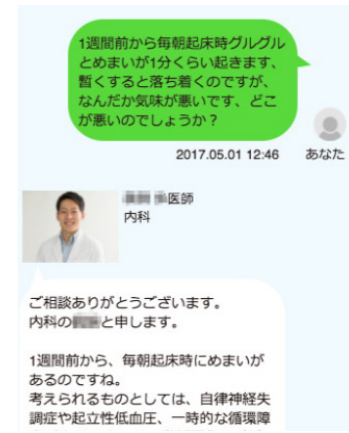 1週間前から毎朝起床時グルグル
とめまいが1分くらい起きます、
暫くすると落ち着くのですが、
なんだか気味が悪いです、どこ
が悪いのでしょうか？
2017.05.01 12:46 あなた
医師
内科
ご相談ありがとうございます。
内科の と申します。
1週間前から、毎朝起床時にめまいが
あるのですね。
考えられるものとしては、自律神経失
調症や起立性低血圧、一時的な循環障